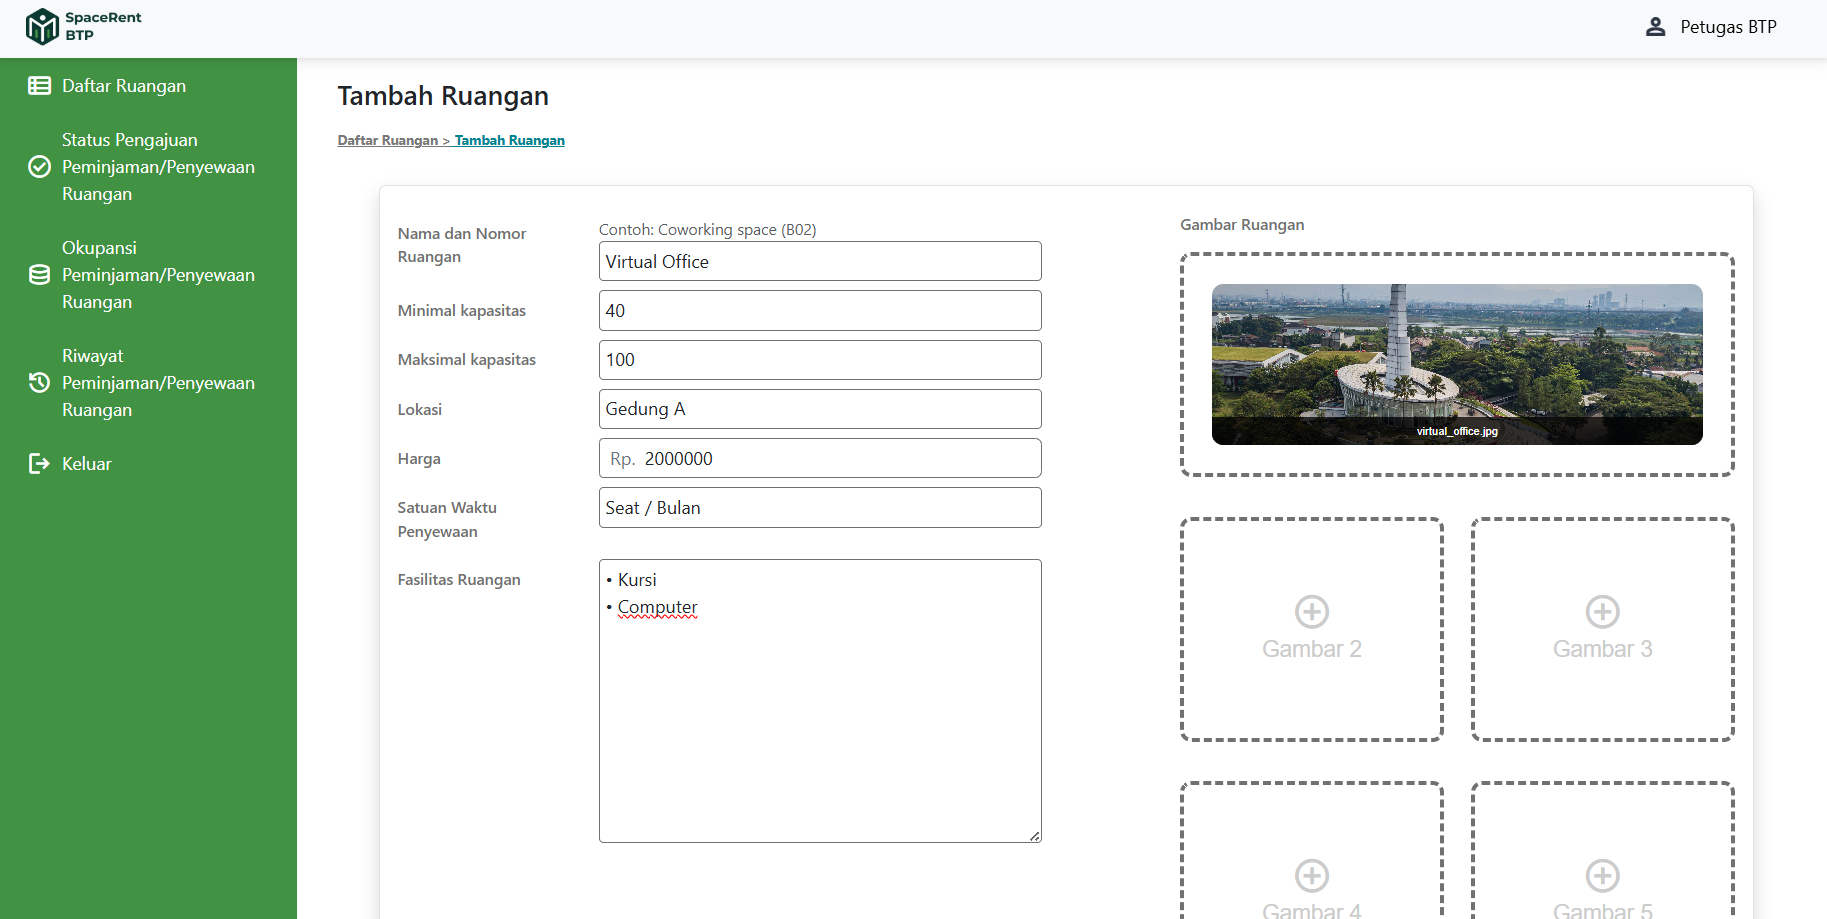 SpaceRent
BTP
Petugas BTP
Daftar Ruangan
Status Pengajuan
Peminjaman/Penyewaan
Ruangan
Okupansi
Peminjaman/Penyewaan
Ruangan
Riwayat
Peminjaman/Penyewaan
Ruangan
Keluar
Tambah Ruangan
Daftar Ruangan > Tambah Ruangan
Nama dan Nomor
Ruangan
Contoh: Coworking space (B02)
Virtual Office
Minimal kapasitas
40
Maksimal kapasitas
100
Lokasi
Gedung A
Harga
Rp. 2000000
Satuan Waktu
Penyewaan
Seat / Bulan
Fasilitas Ruangan
• Kursi
• Computer
Gambar Ruangan
virtual_office.jpg
Gambar 2
Gambar 3
Gambar 4
Gambar 5